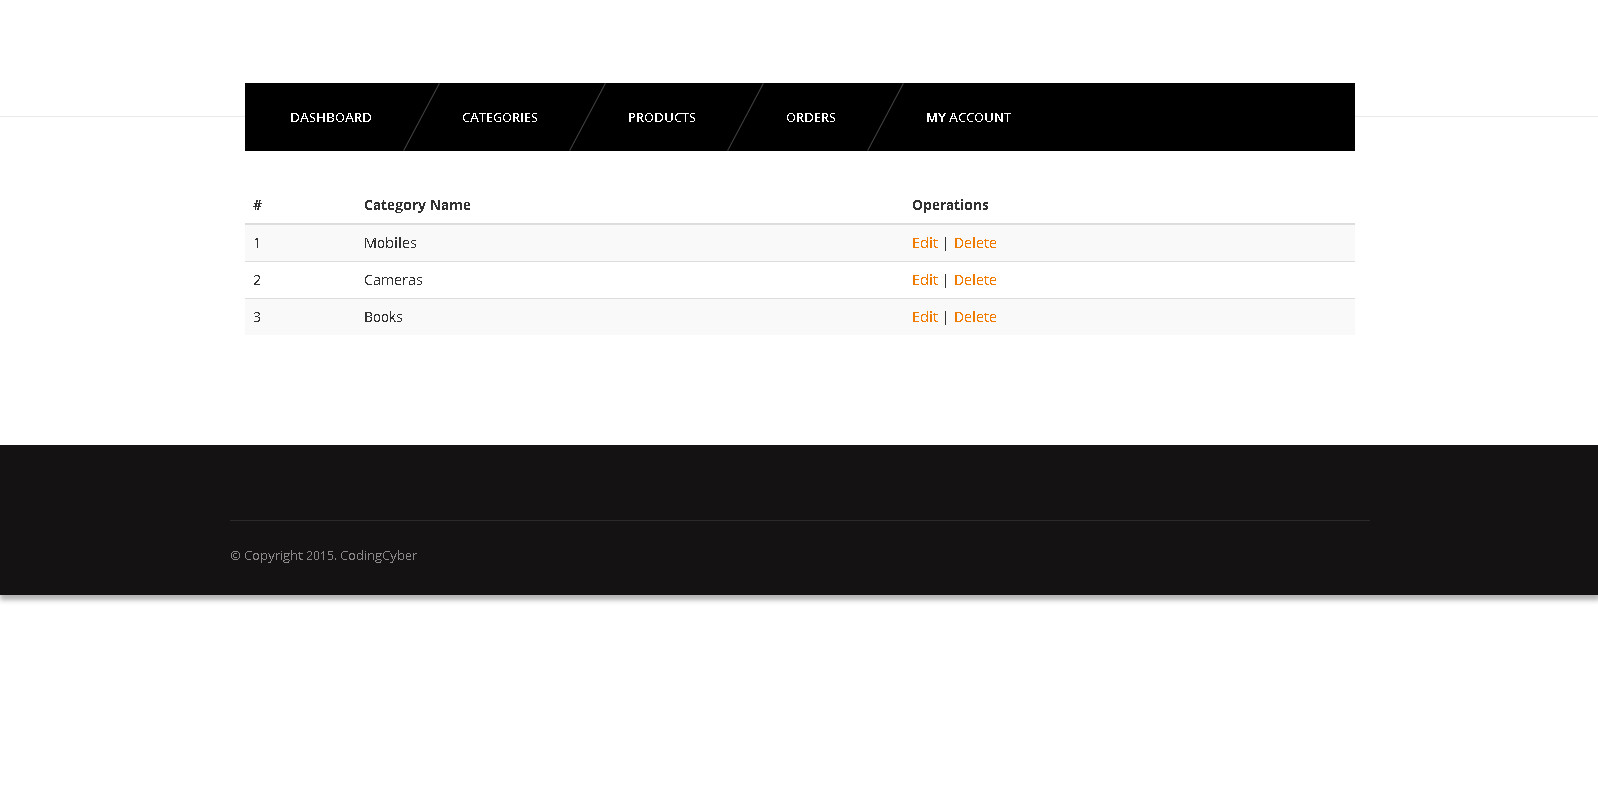 DASHBOARD CATEGORIES PRODUCTS ORDERS MY ACCOUNT
# Category Name Operations
1 Mobiles Edit | Delete
2 Cameras Edit | Delete
3 Books Edit | Delete
© Copyright 2015. CodingCyber